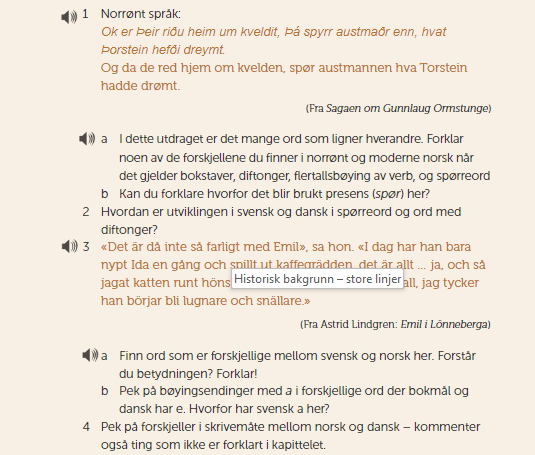 1 Norrønt språk:
Ok er Þeir riðu heim um kveldit, Þá spyrr austmaðr enn, hvat
Þorstein hefði dreymt.
Og da de red hjem om kvelden, spør austmannen hva Torstein
hadde drømt.
(Fra Sagaen om Gunnlaug Ormstunge)
a I dette utdraget er det mange ord som ligner hverandre. Forklar
noen av de forskjellene du finner i norrønt og moderne norsk når
det gjelder bokstaver, diftonger, flertallsbøying av verb, og spørreord
b Kan du forklare hvorfor det blir brukt presens (spør) her?
2 Hvordan er utviklingen i svensk og dansk i spørreord og ord med
diftonger?
3 «Det är då inte så farligt med Emil», sa hon. «I dag har han bara
nypt Ida en gång och spillt ut kaffegrädden, det är allt ... ja, och så
jagat katten runt höns all, jag tycker
Historisk bakgrunn – store linjer
han börjar bli lugnare och snällare.»
(Fra Astrid Lindgren: Emil i Lönneberga)
a Finn ord som er forskjellige mellom svensk og norsk her. Forstår
du betydningen? Forklar!
b Pek på bøyingsendinger med a i forskjellige ord der bokmål og
dansk har e. Hvorfor har svensk a her?
4 Pek på forskjeller i skrivemåte mellom norsk og dansk – kommenter
også ting som ikke er forklart i kapittelet.